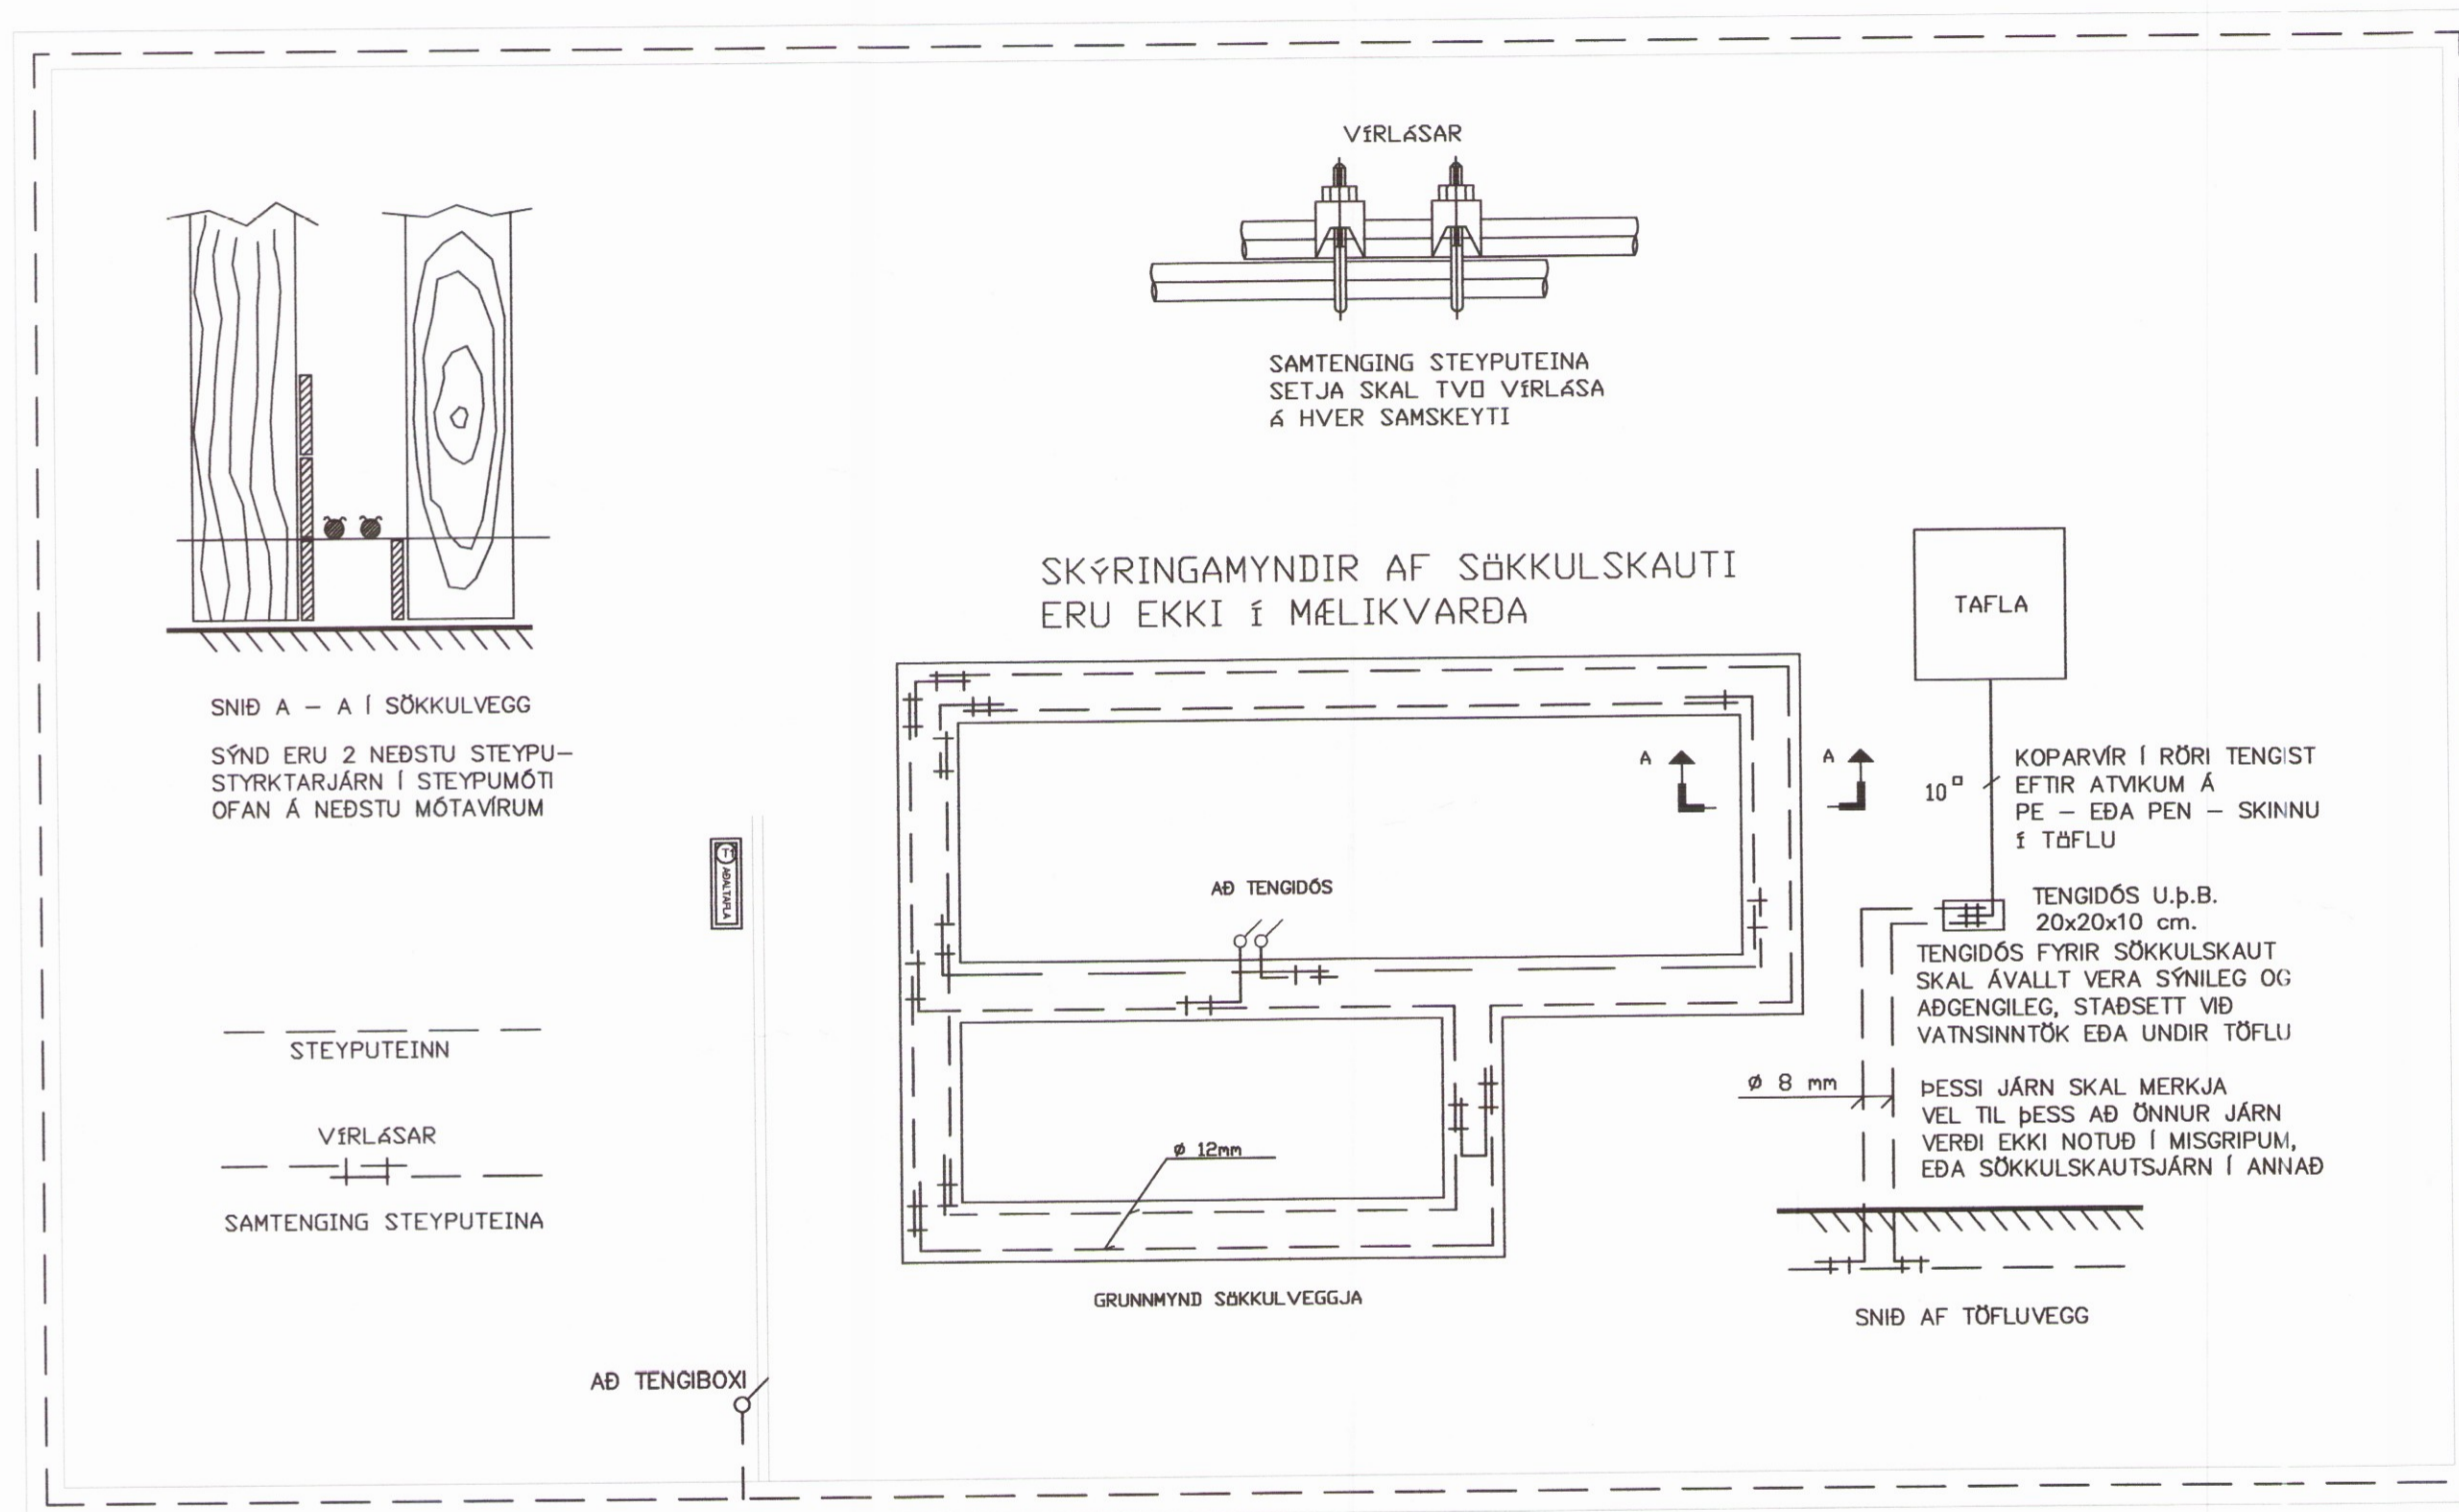 VÍRLÁSAR
SAMTENGING STEYPUTEINA
SETJA SKAL TVO VÍRLÁSA
Á HVER SAMSKEYTI
SNIÐ A – A Í SÖKKULVEGG
SÝND ERU 2 NEÐSTU STEYPU–
STYRKTARJÁRN Í STEYPUMÓTI
OFAN Á NEÐSTU MÓTAVÍRUM
SKÝRINGAMYNDIR AF SÖKKULSKAUTI
ERU EKKI Í MÆLIKVARÐA
TAFLA
A
A
10▫
KOPARVÍR Í RÖRI TENGIST
EFTIR ATVIKUM Á
PE – EÐA PEN – SKINNU
Í TÖFLU
T1
AÐALTAFLA
AÐ TENGIDÓS
TENGIDÓS U.Þ.B.
20x20x10 cm.
TENGIDÓS FYRIR SÖKKULSKAUT
SKAL ÁVALLT VERA SÝNILEG OG
AÐGENGILEG, STAÐSETT VIÐ
VATNSINNTÖK EÐA UNDIR TÖFLU
ø 8 mm
ÞESSI JÁRN SKAL MERKJA
VEL TIL ÞESS AÐ ÖNNUR JÁRN
VERÐI EKKI NOTUÐ Í MISGRIPUM,
EÐA SÖKKULSKAUTSJÁRN Í ANNAÐ
STEYPUTEINN
VÍRLÁSAR
SAMTENGING STEYPUTEINA
ø 12mm
GRUNNMYND SÖKKULVEGGJA
SNIÐ AF TÖFLUVEGG
AÐ TENGIBOXI